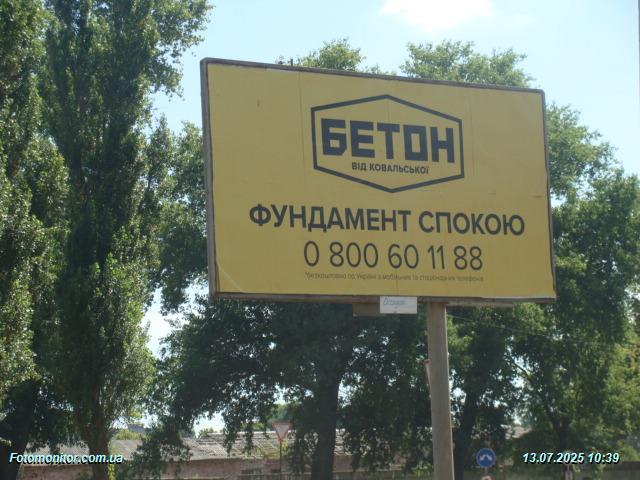 БЕТОН
ВІД КОВАЛЬСЬКОЇ
ФУНДАМЕНТ СПОКОЮ
0 800 60 11 88
*безкоштовно по Україні з мобільних та стаціонарних телефонів
Fotomonitor.com.ua
13.07.2025 10:39